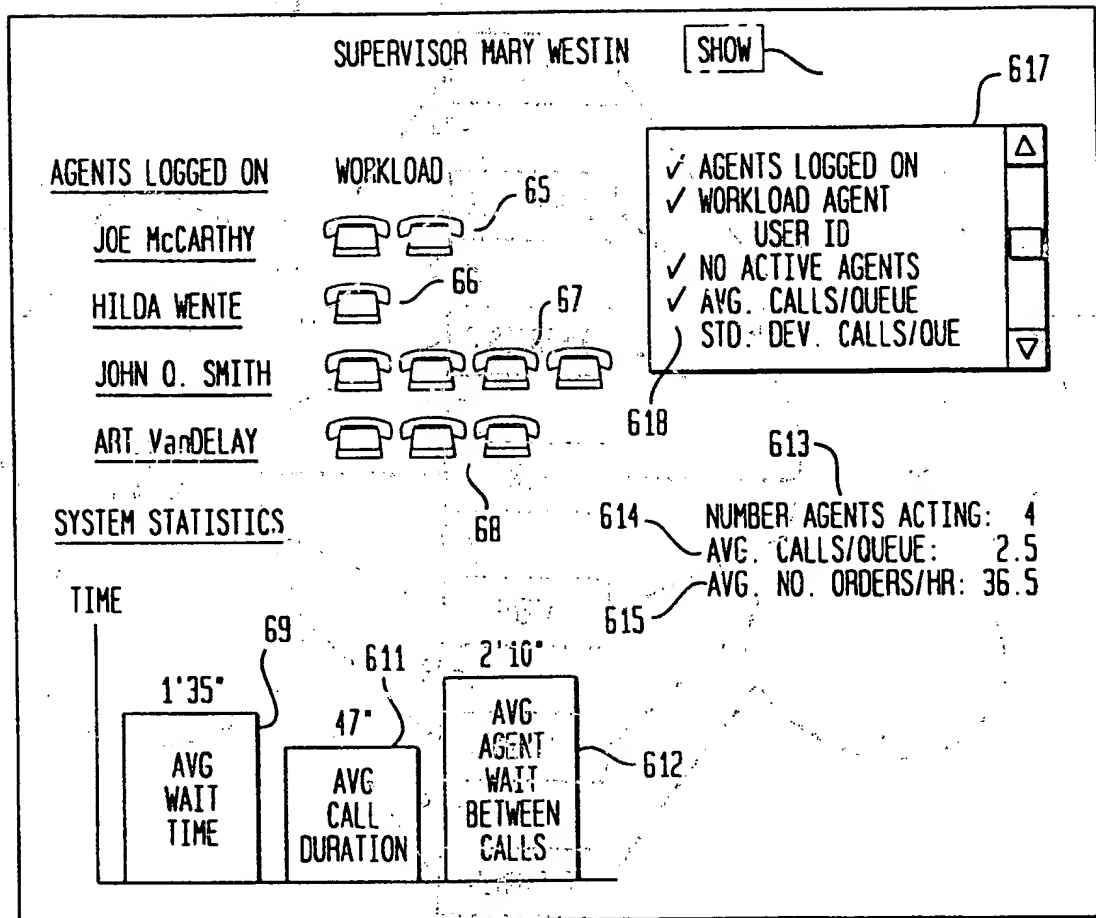 SUPERVISOR MARY WESTIN
SHOW
617
✓ AGENTS LOGGED ON
✓ WORKLOAD AGENT
USER ID
✓ NO ACTIVE AGENTS
✓ AVG. CALLS/QUEUE
STD. DEV. CALLS/QUE
618
AGENTS LOGGED ON
WORKLOAD
JOE McCARTHY
65
HILDA WENTE
66
JOHN O. SMITH
67
ART VanDELAY
68
SYSTEM STATISTICS
613
614
NUMBER AGENTS ACTING: 4
AVG. CALLS/QUEUE: 2.5
AVG. NO. ORDERS/HR: 36.5
615
TIME
1'35"
69
AVG
WAIT
TIME
47"
611
AVG
CALL
DURATION
2'10"
AVG
AGENT
WAIT
BETWEEN
CALLS
612